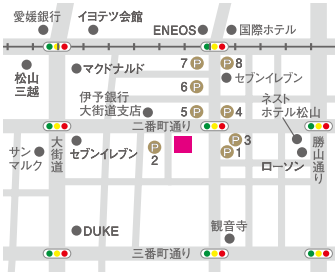 愛媛銀行
イヨテツ会館
ENEOS
国際ホテル
松山
三越
マクドナルド
7 P
P 8
セブンイレブン
6 P
伊予銀行
大街道支店
5 P
P 4
ネスト
ホテル松山
二番町通り
サン
マルク
大街道
セブンイレブン
P
2
P 3
P 1
ローソン
勝山通り
DUKE
観音寺
三番町通り